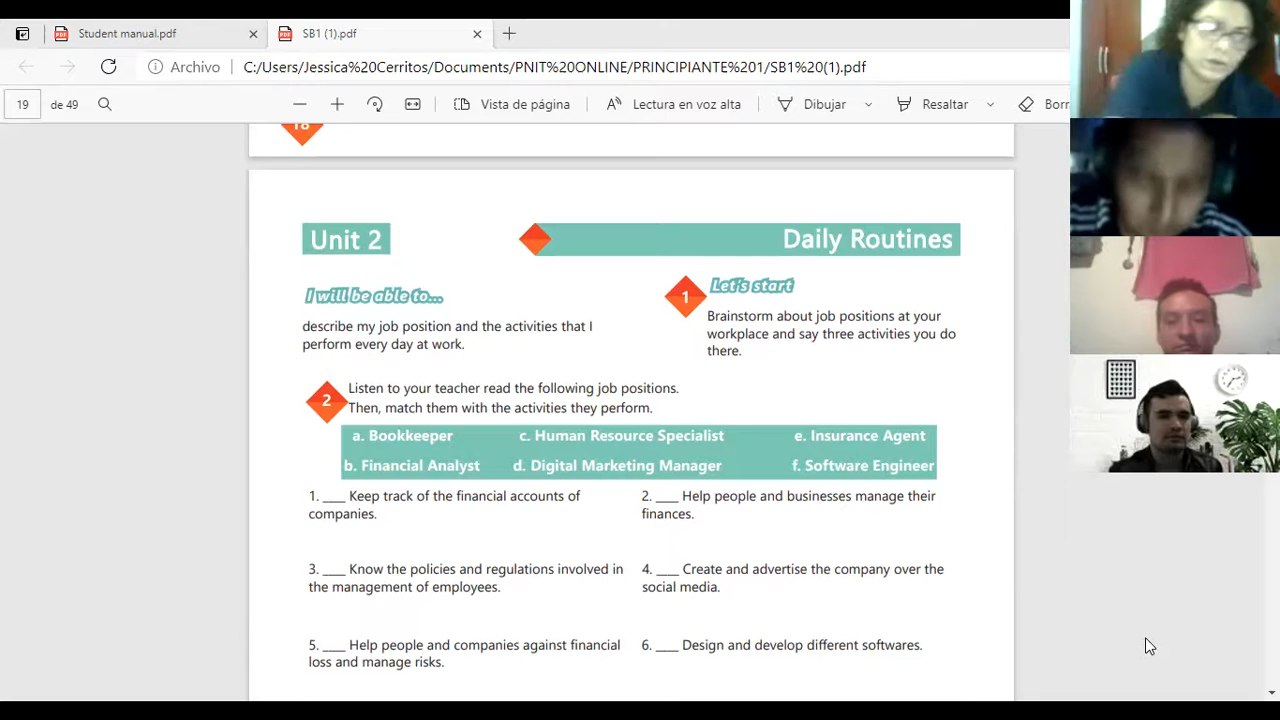 Student manual.pdf
SB1 (1).pdf
Archivo
C:/Users/Jessica%20Cerritos/Documents/PNIT%20ONLINE/PRINCIPIANTE%201/SB1%20(1).pdf
19
de 49
Vista de página
Lectura en voz alta
Dibujar
Resaltar
Borr
18
Unit 2
Daily Routines
I will be able to...
describe my job position and the activities that I
perform every day at work.
1
Let's start
Brainstorm about job positions at your
workplace and say three activities you do
there.
2
Listen to your teacher read the following job positions.
Then, match them with the activities they perform.
a. Bookkeeper c. Human Resource Specialist e. Insurance Agent
b. Financial Analyst d. Digital Marketing Manager f. Software Engineer
1. ___ Keep track of the financial accounts of
companies.
2. ___ Help people and businesses manage their
finances.
3. ___ Know the policies and regulations involved in
the management of employees.
4. ___ Create and advertise the company over the
social media.
5. ___ Help people and companies against financial
loss and manage risks.
6. ___ Design and develop different softwares.